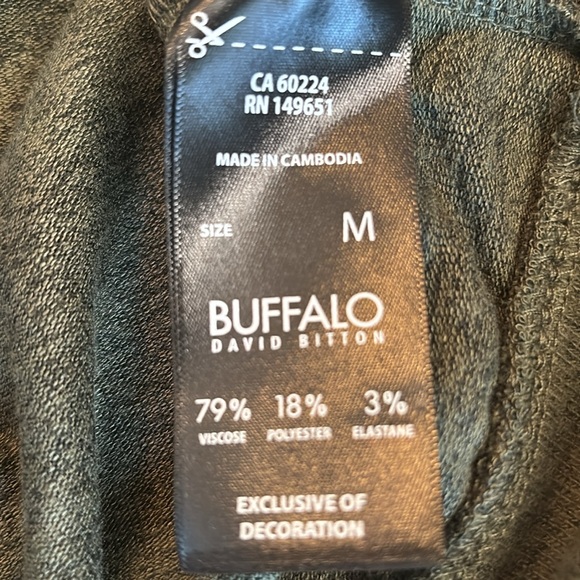 CA 60224
RN 149651
MADE IN CAMBODIA
SIZE M
BUFFALO
DAVID BITTON
79% 18% 3%
VISCOSE POLYESTER ELASTANE
EXCLUSIVE OF
DECORATION